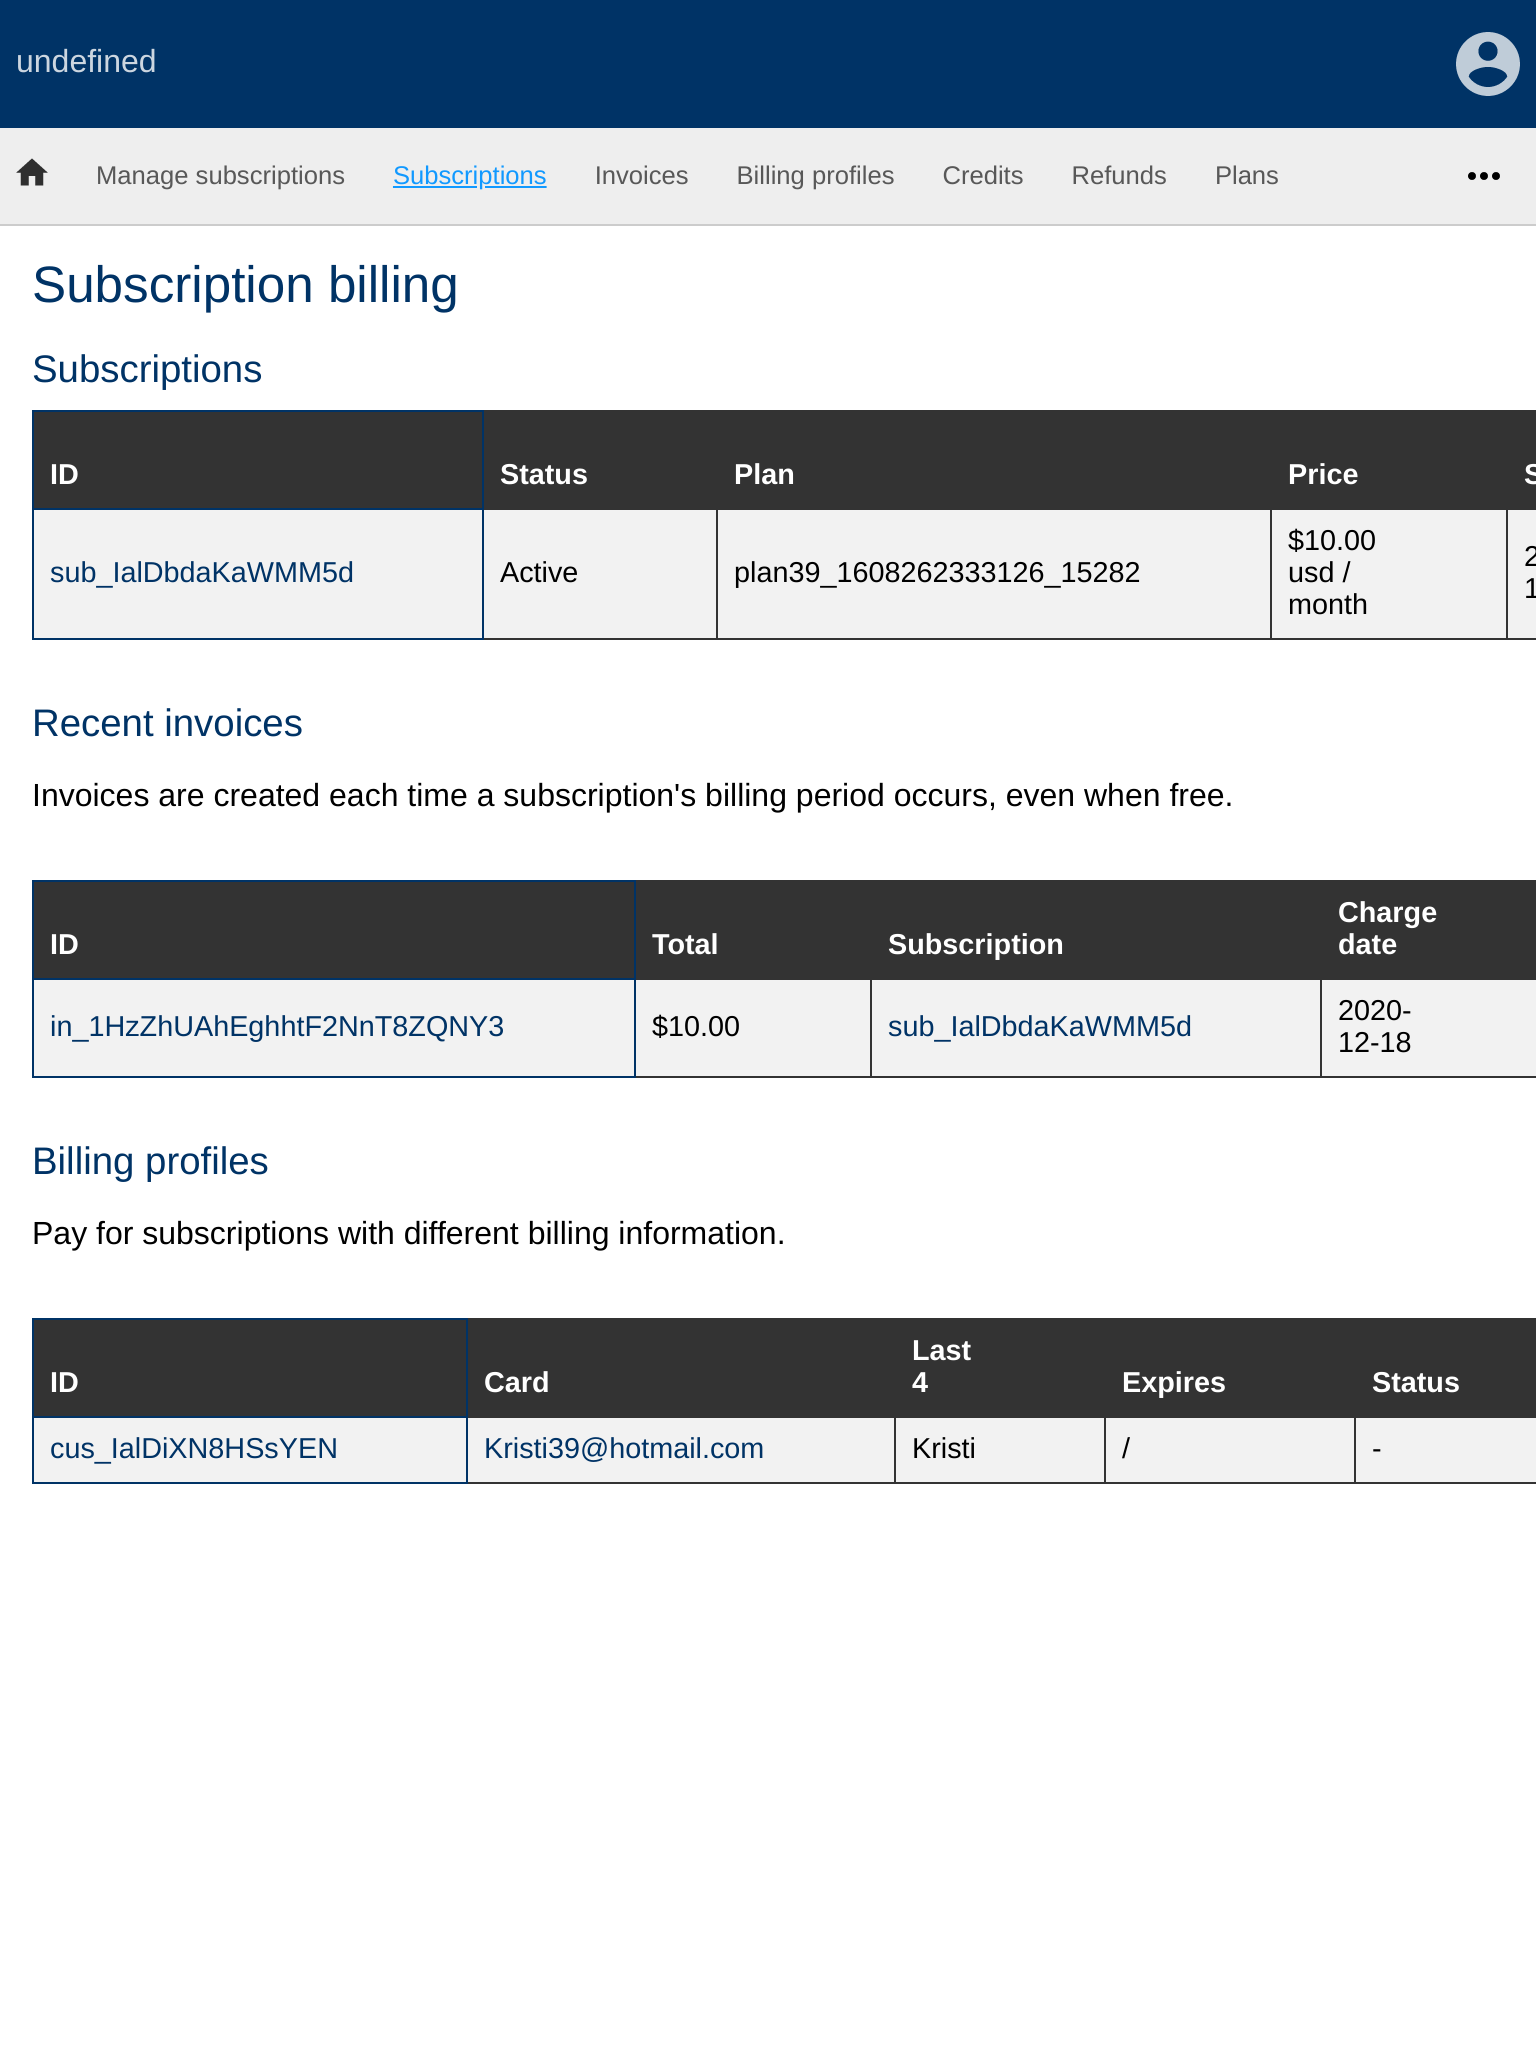 undefined
Manage subscriptions Subscriptions Invoices Billing profiles Credits Refunds Plans
Subscription billing
Subscriptions
ID Status Plan Price S
sub_IalDbdaKaWMM5d Active plan39_1608262333126_15282 $10.00
usd /
month
2
1
Recent invoices
Invoices are created each time a subscription's billing period occurs, even when free.
ID Total Subscription Charge
date
in_1HzZhUAhEghhtF2NnT8ZQNY3 $10.00 sub_IalDbdaKaWMM5d 2020-
12-18
Billing profiles
Pay for subscriptions with different billing information.
ID Card Last
4 Expires Status
cus_IalDiXN8HSsYEN Kristi39@hotmail.com Kristi / -